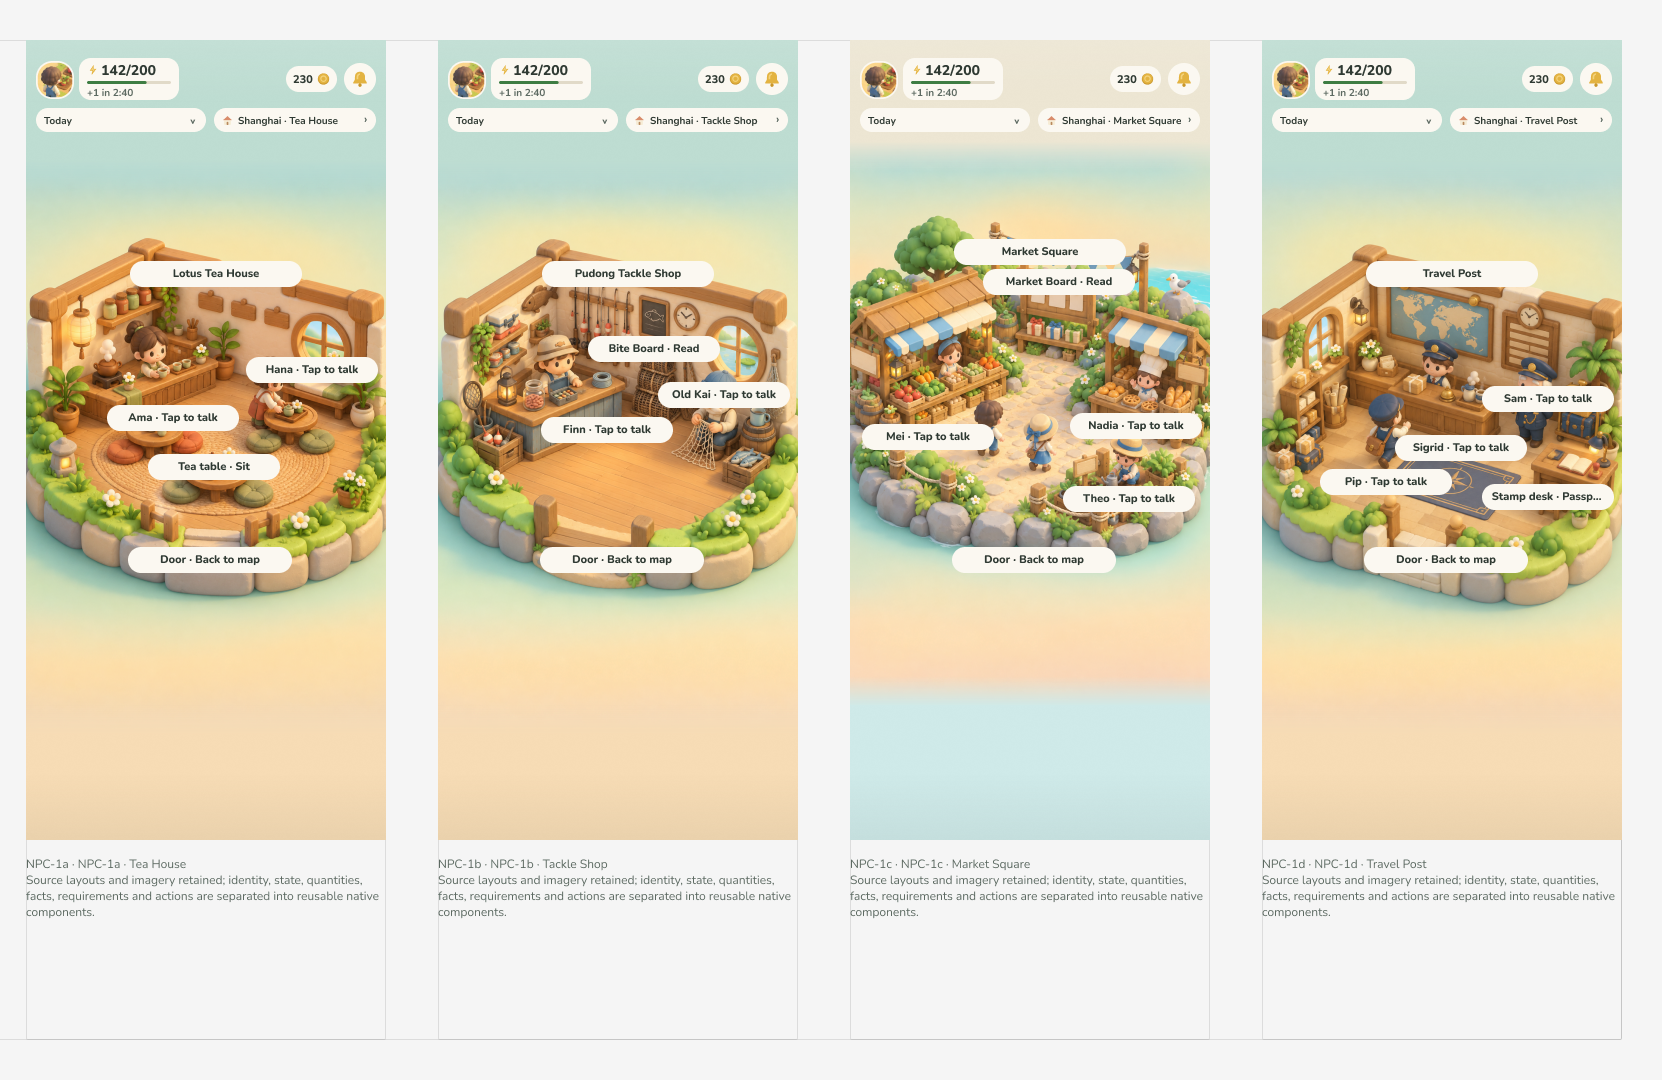 142/200
+1 in 2:40
230
Today
Shanghai · Tea House
Lotus Tea House
Hana · Tap to talk
Ama · Tap to talk
Tea table · Sit
Door · Back to map
NPC-1a · NPC-1a · Tea House
Source layouts and imagery retained; identity, state, quantities,
facts, requirements and actions are separated into reusable native
components.
142/200
+1 in 2:40
230
Today
Shanghai · Tackle Shop
Pudong Tackle Shop
Bite Board · Read
Old Kai · Tap to talk
Finn · Tap to talk
Door · Back to map
NPC-1b · NPC-1b · Tackle Shop
Source layouts and imagery retained; identity, state, quantities,
facts, requirements and actions are separated into reusable native
components.
142/200
+1 in 2:40
230
Today
Shanghai · Market Square
Market Square
Market Board · Read
Nadia · Tap to talk
Mei · Tap to talk
Theo · Tap to talk
Door · Back to map
NPC-1c · NPC-1c · Market Square
Source layouts and imagery retained; identity, state, quantities,
facts, requirements and actions are separated into reusable native
components.
142/200
+1 in 2:40
230
Today
Shanghai · Travel Post
Travel Post
Sam · Tap to talk
Sigrid · Tap to talk
Pip · Tap to talk
Stamp desk · Passp...
Door · Back to map
NPC-1d · NPC-1d · Travel Post
Source layouts and imagery retained; identity, state, quantities,
facts, requirements and actions are separated into reusable native
components.